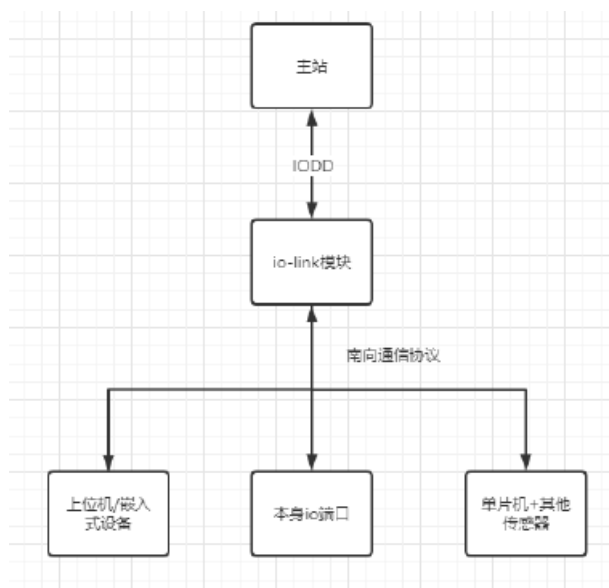 主站
IODD
io-link模块
南向通信协议
上位机/嵌入
式设备
本身io端口
单片机+其他
传感器